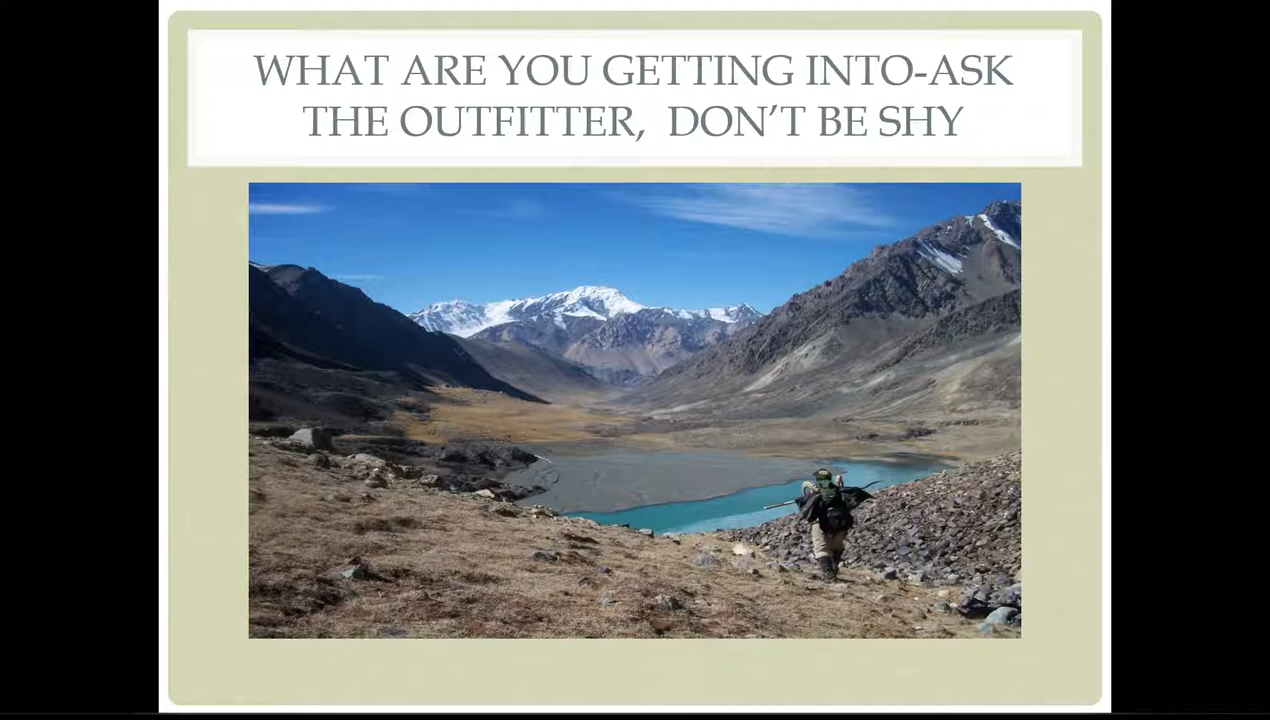 WHAT ARE YOU GETTING INTO-ASK
THE OUTFITTER, DON’T BE SHY